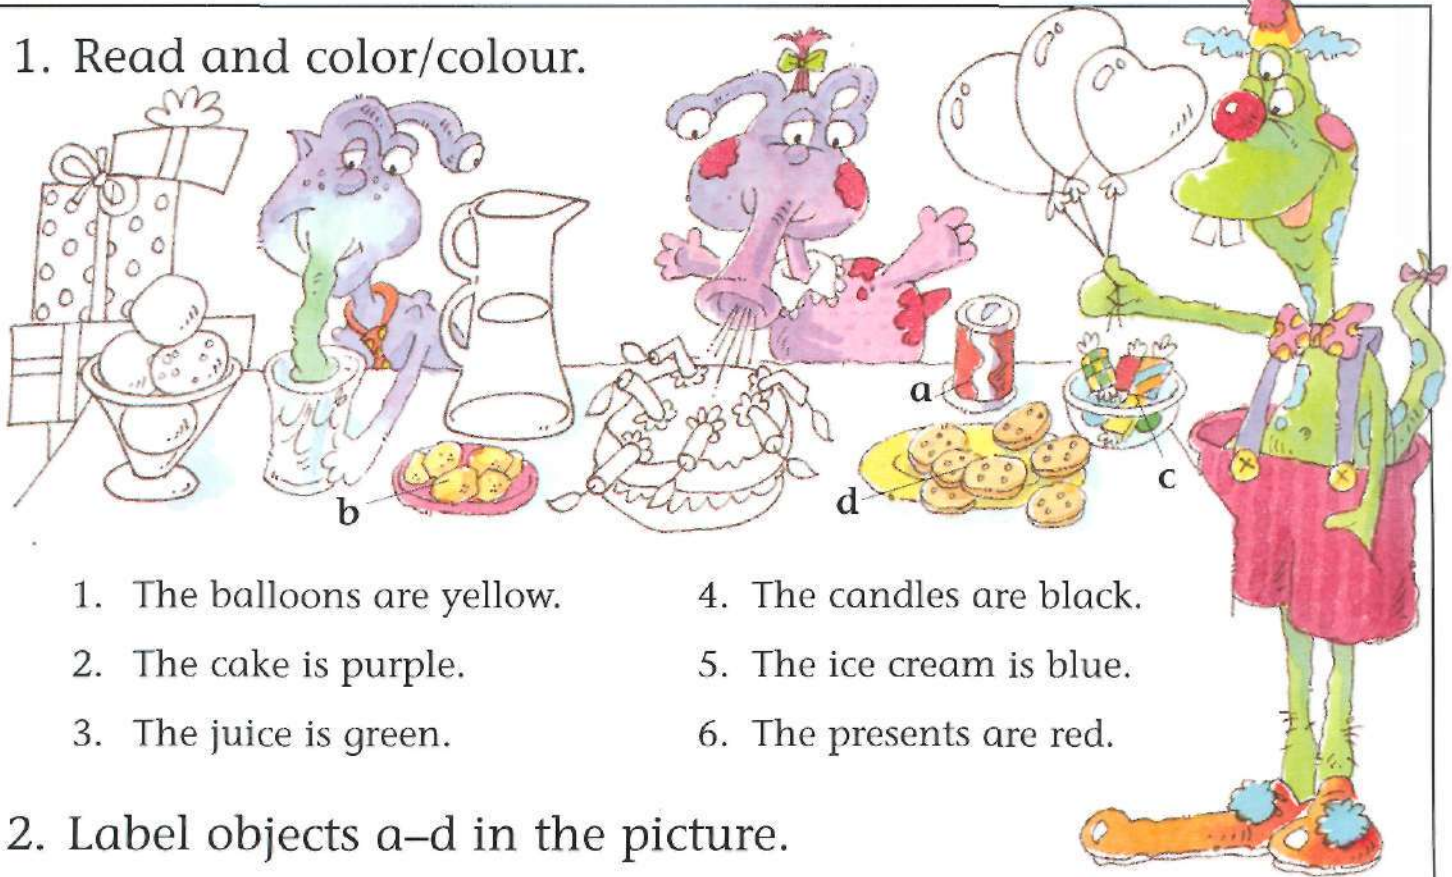 1. Read and color/colour.
a
b
c
d
1. The balloons are yellow.
2. The cake is purple.
3. The juice is green.
4. The candles are black.
5. The ice cream is blue.
6. The presents are red.
2. Label objects a–d in the picture.